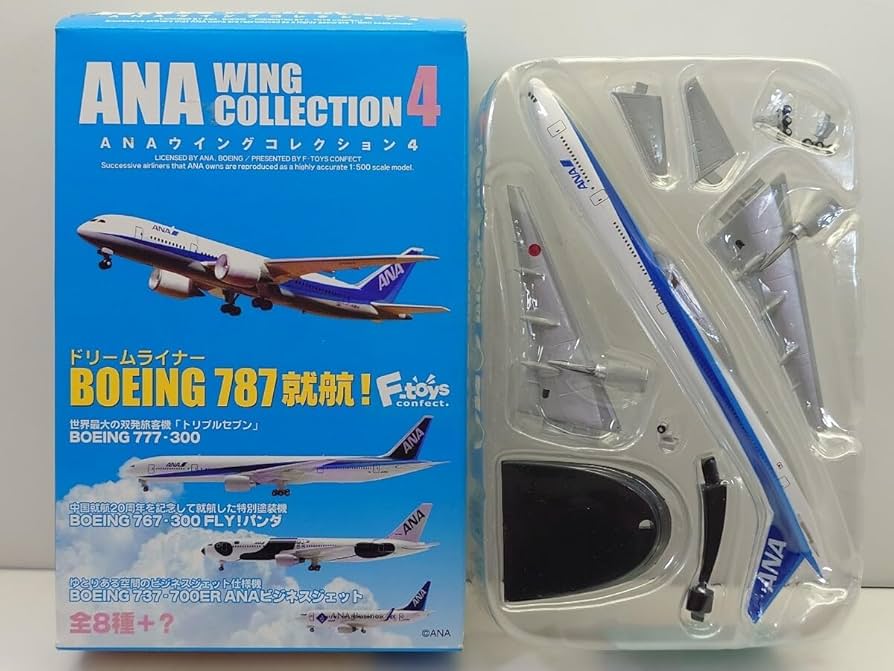 ANA WING COLLECTION 4
ANAウイングコレクション4
LICENSED BY ANA, BOEING / PRESENTED BY F-TOYS CONFECT
Successive airliners that ANA owns are reproduced as a highly accurate 1:500 scale model.
ANA
ANA
ドリームライナー
BOEING 787 就航!
F-toys
confect.
世界最大の双発旅客機「トリプルセブン」
BOEING 777-300
ANA
ANA
中国就航20周年を記念して就航した特別塗装機
BOEING 767-300 FLY!パンダ
ANA
ゆとりある空間のビジネスジェット仕様機
BOEING 737-700ER ANAビジネスジェット
ANA
全8種+?
©ANA
ANA
ANA